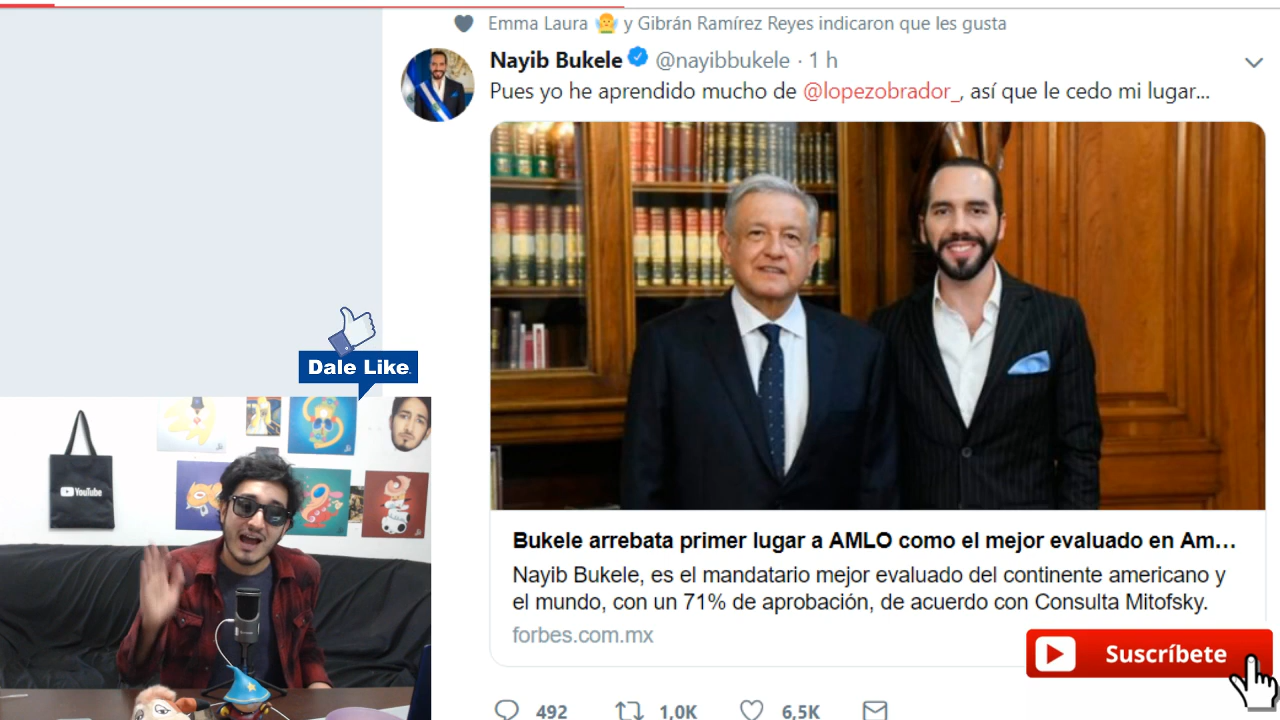 Emma Laura y Gibrán Ramírez Reyes indicaron que les gusta
Nayib Bukele @nayibbukele · 1 h
Pues yo he aprendido mucho de @lopezobrador_, así que le cedo mi lugar...
Bukele arrebata primer lugar a AMLO como el mejor evaluado en Am...
Nayib Bukele, es el mandatario mejor evaluado del continente americano y
el mundo, con un 71% de aprobación, de acuerdo con Consulta Mitofsky.
forbes.com.mx
492 1,0K 6,5K
Dale Like.
YouTube
Suscríbete